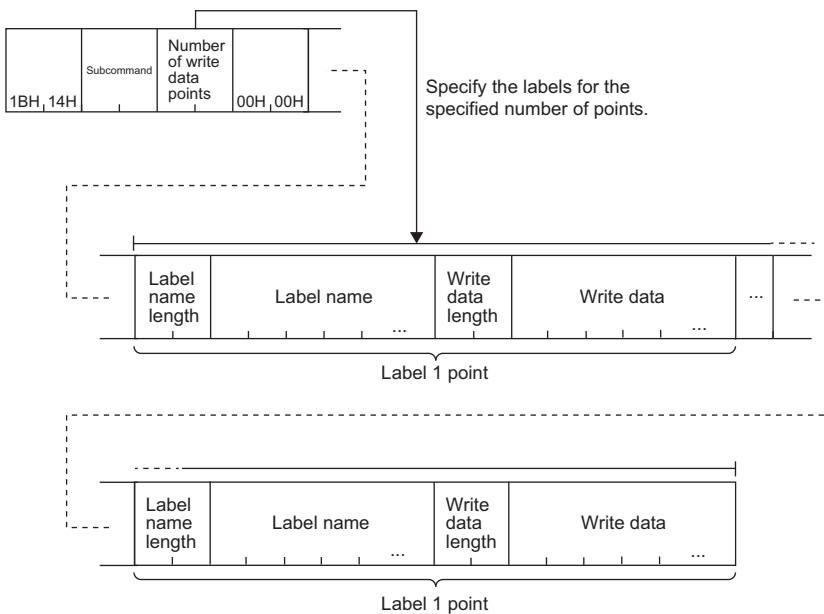 Number
of write
data
points
Subcommand
1BH 14H
00H 00H
Specify the labels for the
specified number of points.
Label
name
length
Label name
...
Write
data
length
Write data
...
...
Label 1 point
Label
name
length
Label name
...
Write
data
length
Write data
...
Label 1 point